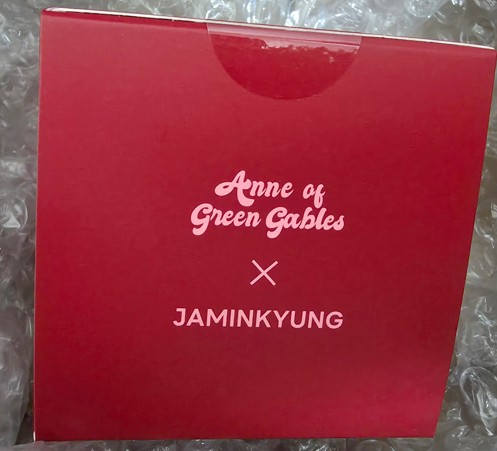 Anne of
Green Gables
X
JAMINKYUNG